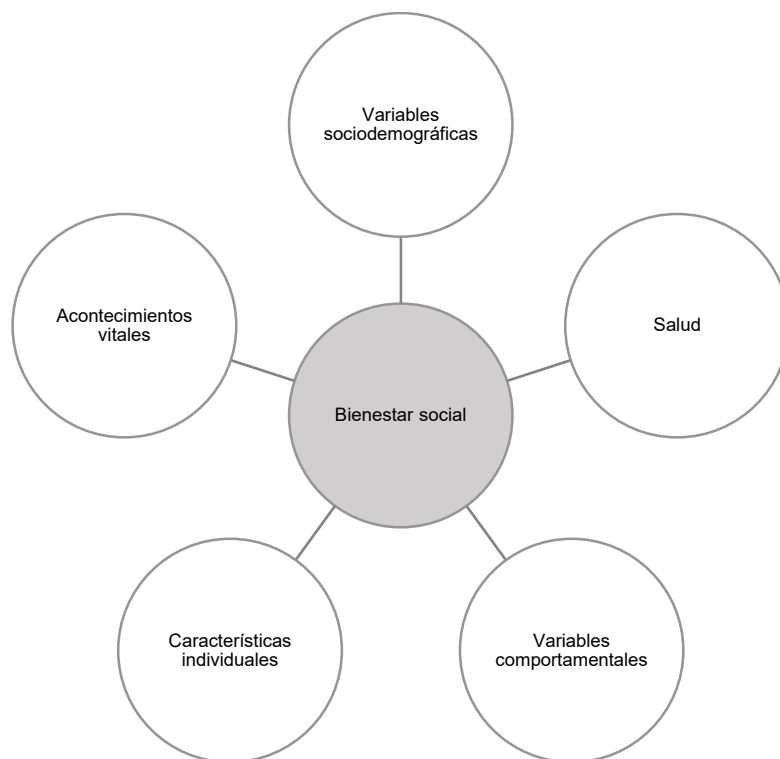 Variables
sociodemográficas
Acontecimientos
vitales
Salud
Bienestar social
Características
individuales
Variables
comportamentales